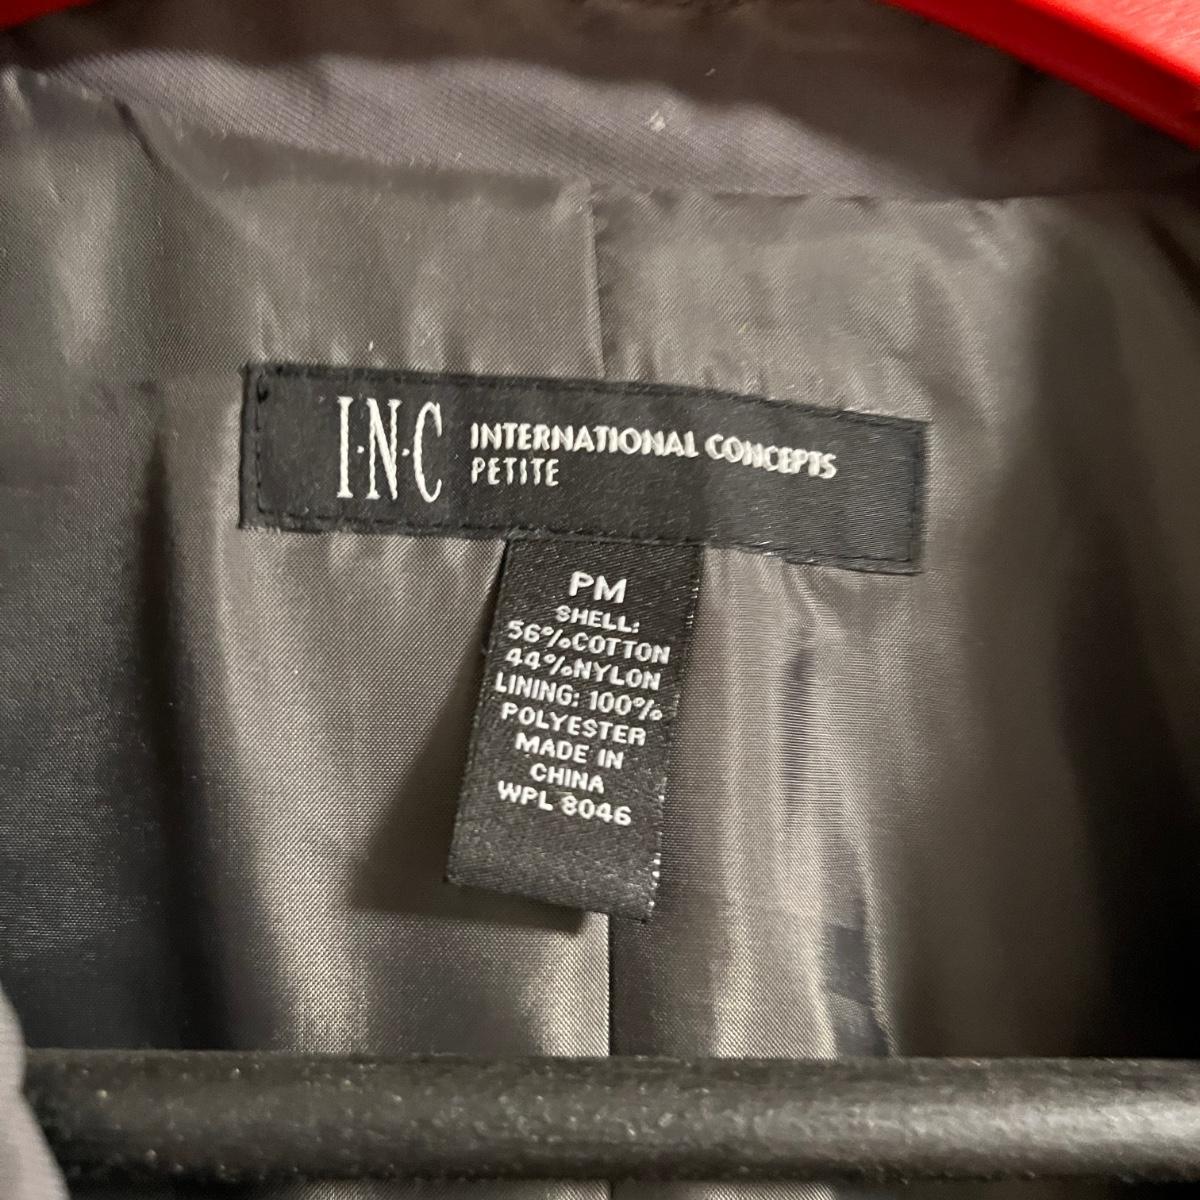 I·N·C INTERNATIONAL CONCEPTS
PETITE
PM
SHELL:
56%COTTON
44%NYLON
LINING: 100%
POLYESTER
MADE IN
CHINA
WPL 8046